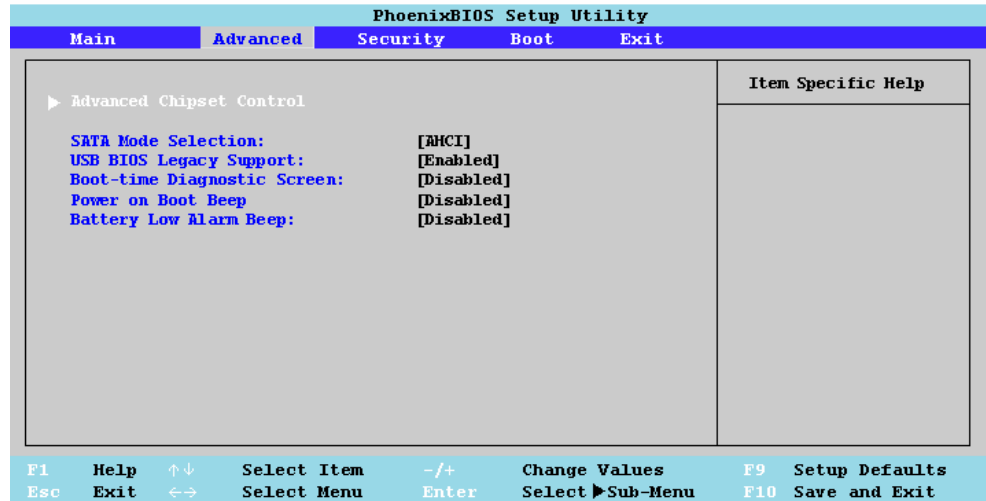 PhoenixBIOS Setup Utility
Main Advanced Security Boot Exit
Item Specific Help
▶ Advanced Chipset Control
SATA Mode Selection: [AHCI]
USB BIOS Legacy Support: [Enabled]
Boot-time Diagnostic Screen: [Disabled]
Power on Boot Beep [Disabled]
Battery Low Alarm Beep: [Disabled]
F1 Help ↑↓ Select Item -/+ Change Values F9 Setup Defaults
Esc Exit ←→ Select Menu Enter Select ▶Sub-Menu F10 Save and Exit